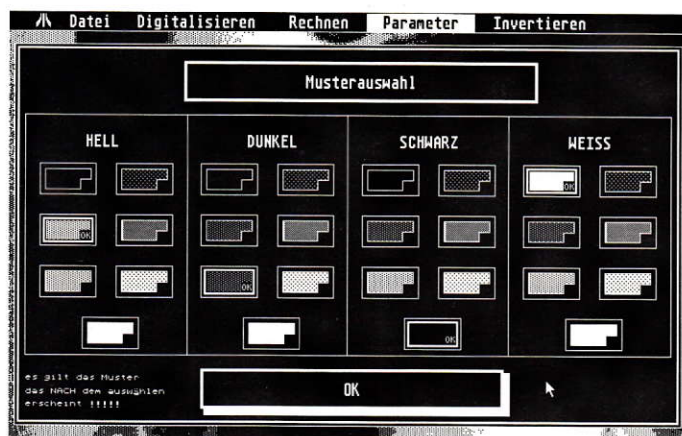 Datei Digitalisieren Rechnen Parameter Invertieren
Musterauswahl
HELL DUNKEL SCHWARZ WEISS
OK
OK
OK
OK
es gilt das Muster
das NACH dem auswählen
erscheint !!!!!
OK